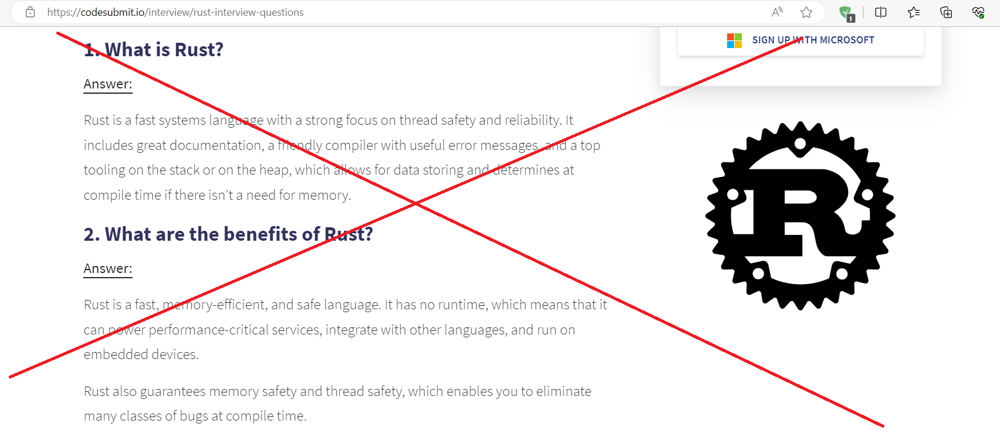 https://codesubmit.io/interview/rust-interview-questions
1
1. What is Rust?
SIGN UP WITH MICROSOFT
Answer:
Rust is a fast systems language with a strong focus on thread safety and reliability. It
includes great documentation, a friendly compiler with useful error messages, and a top
tooling on the stack or on the heap, which allows for data storing and determines at
compile time if there isn’t a need for memory.
2. What are the benefits of Rust?
Answer:
Rust is a fast, memory-efficient, and safe language. It has no runtime, which means that it
can power performance-critical services, integrate with other languages, and run on
embedded devices.
Rust also guarantees memory safety and thread safety, which enables you to eliminate
many classes of bugs at compile time.
R